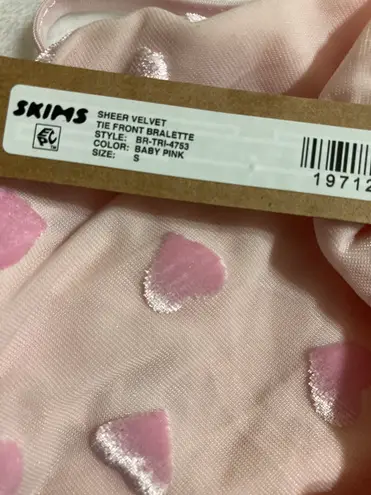 SKIMS
SHEER VELVET
TIE FRONT BRALETTE
STYLE: BR-TRI-4753
COLOR: BABY PINK
SIZE: S
19712